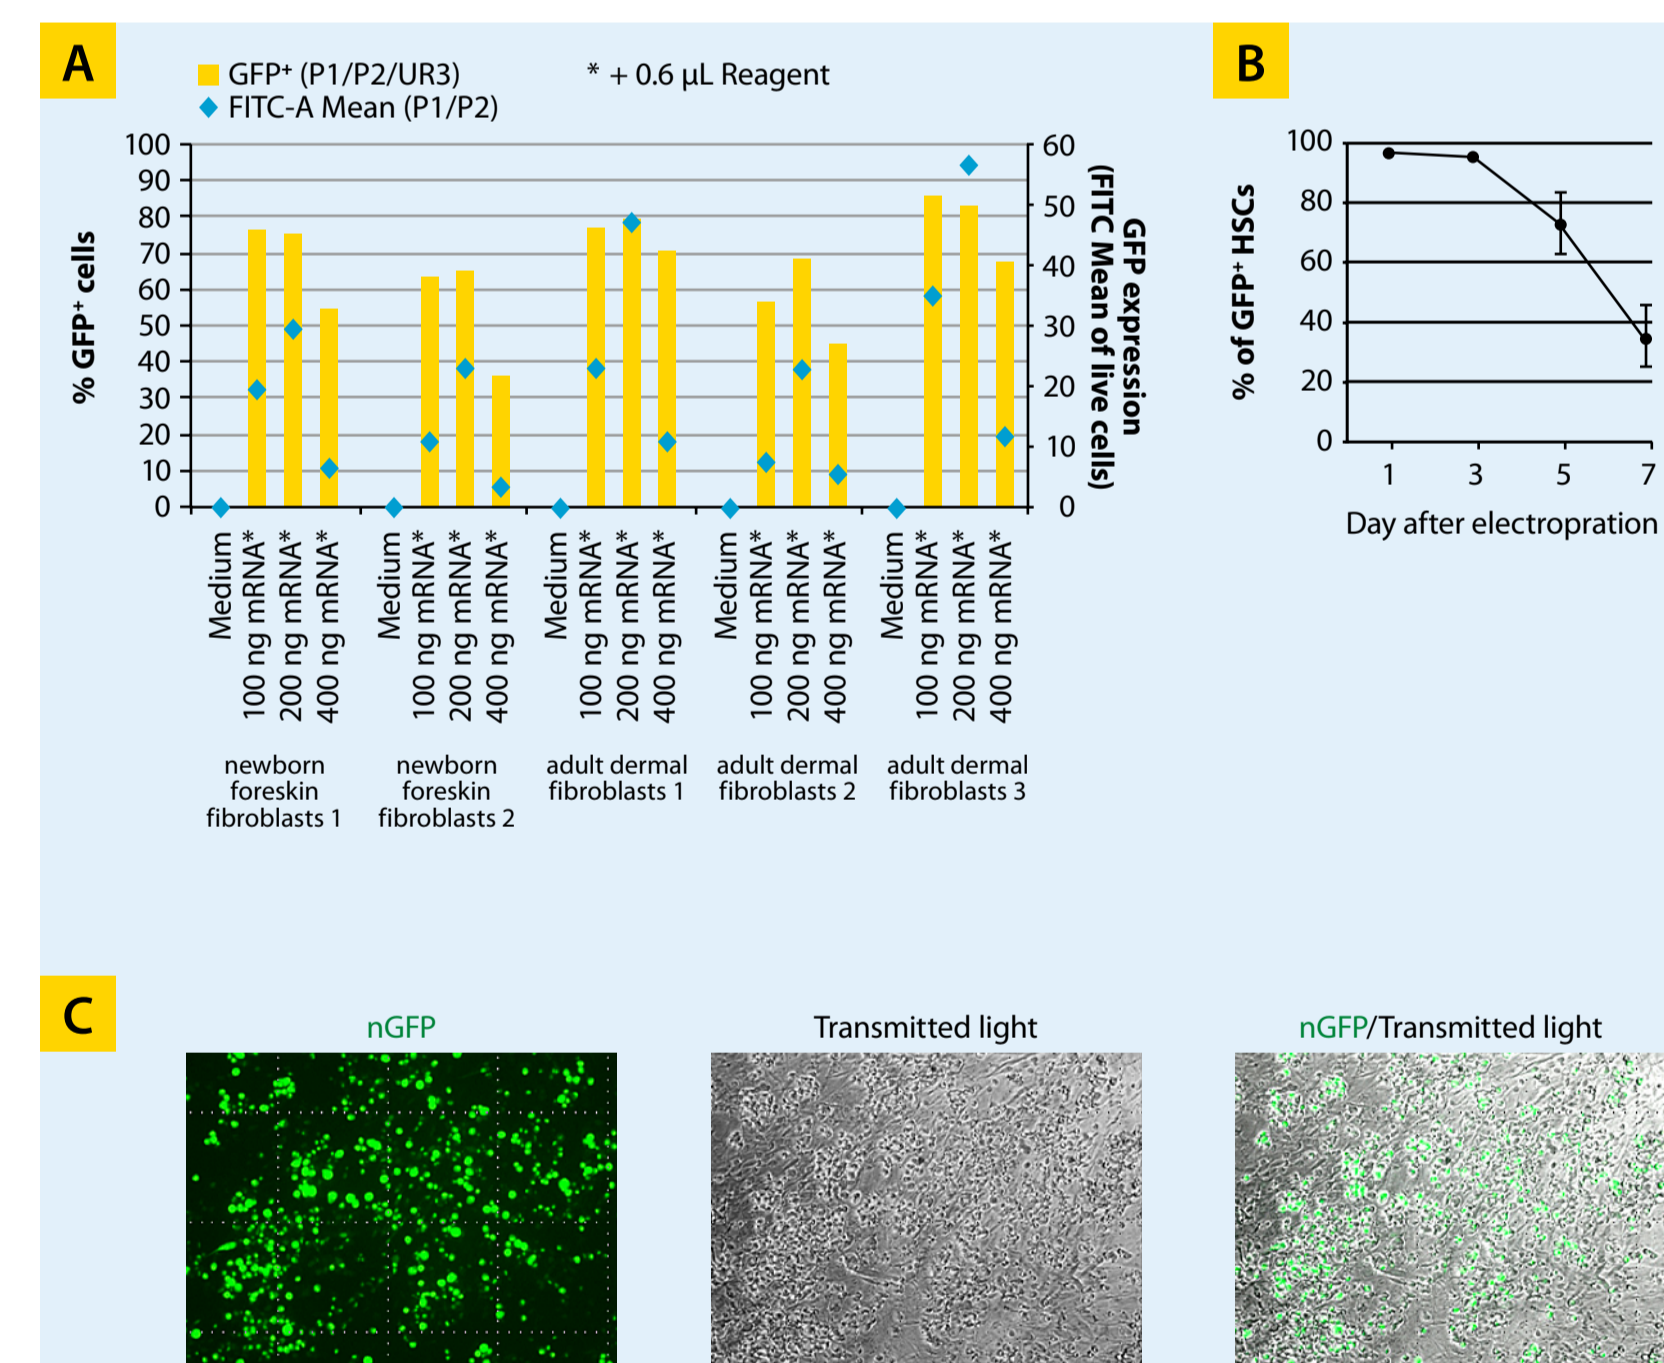 A
GFP⁺ (P1/P2/UR3)
* + 0.6 µL Reagent
FITC-A Mean (P1/P2)
% GFP⁺ cells
100
90
80
70
60
50
40
30
20
10
0
60
50
40
30
20
10
0
GFP expression
(FITC Mean of live cells)
Medium
100 ng mRNA*
200 ng mRNA*
400 ng mRNA*
Medium
100 ng mRNA*
200 ng mRNA*
400 ng mRNA*
Medium
100 ng mRNA*
200 ng mRNA*
400 ng mRNA*
Medium
100 ng mRNA*
200 ng mRNA*
400 ng mRNA*
Medium
100 ng mRNA*
200 ng mRNA*
400 ng mRNA*
newborn
foreskin
fibroblasts 1
newborn
foreskin
fibroblasts 2
adult dermal
fibroblasts 1
adult dermal
fibroblasts 2
adult dermal
fibroblasts 3
B
% of GFP⁺ HSCs
100
80
60
40
20
0
1 3 5 7
Day after electropration
C
nGFP
Transmitted light
nGFP/Transmitted light